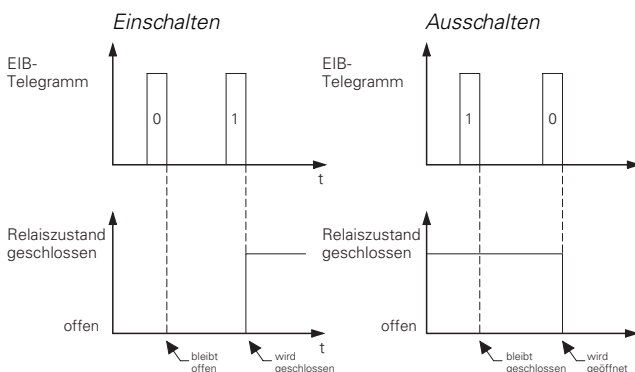 Einschalten
EIB-
Telegramm
0
1
t
Relaiszustand
geschlossen
offen
bleibt
offen
wird
geschlossen
t
Ausschalten
EIB-
Telegramm
1
0
Relaiszustand
geschlossen
offen
bleibt
geschlossen
wird
geöffnet